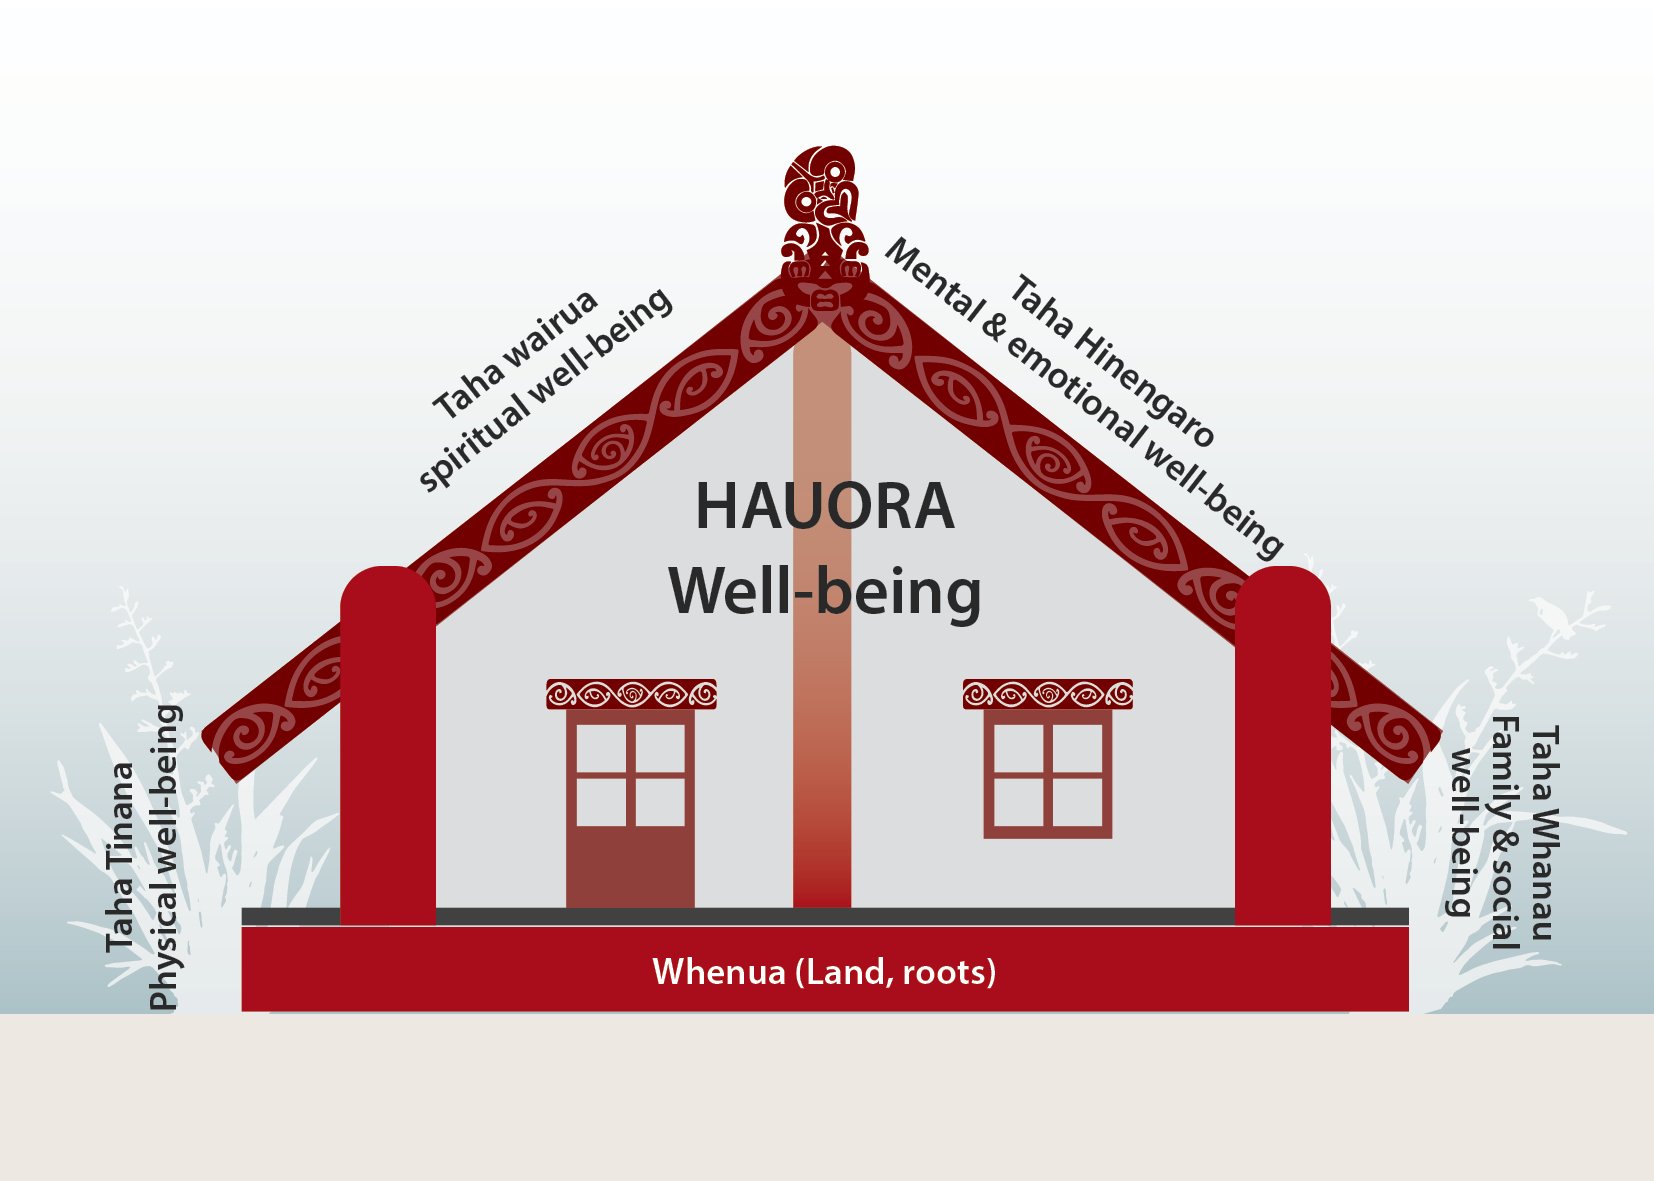 Taha wairua
spiritual well-being
Taha Hinengaro
Mental & emotional well-being
HAUORA
Well-being
Taha Tinana
Physical well-being
Taha Whanau
Family & social
well-being
Whenua (Land, roots)